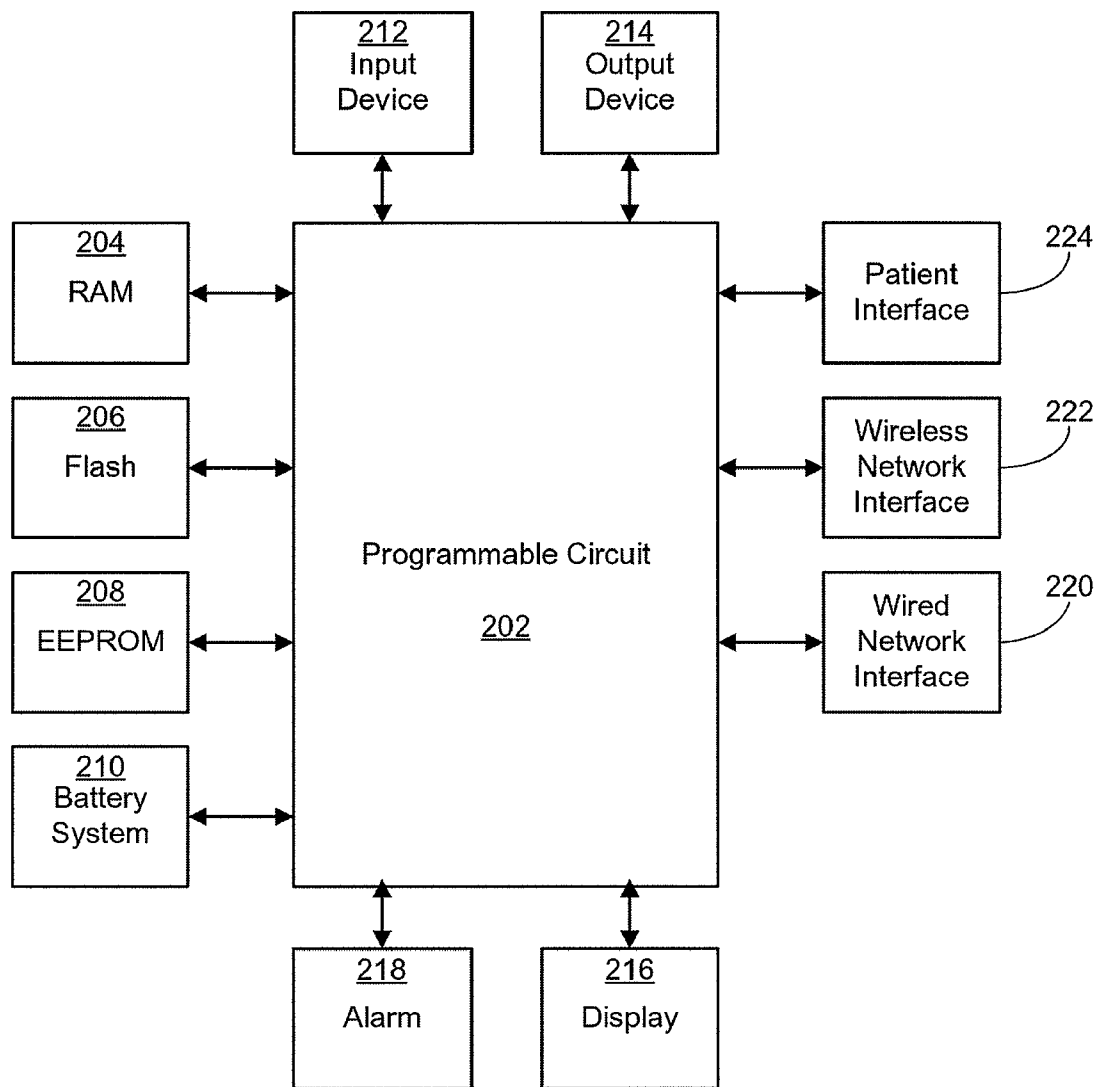 212
Input
Device
214
Output
Device
204
RAM
206
Flash
208
EEPROM
210
Battery
System
Programmable Circuit
202
Patient
Interface
224
Wireless
Network
Interface
222
Wired
Network
Interface
220
218
Alarm
216
Display